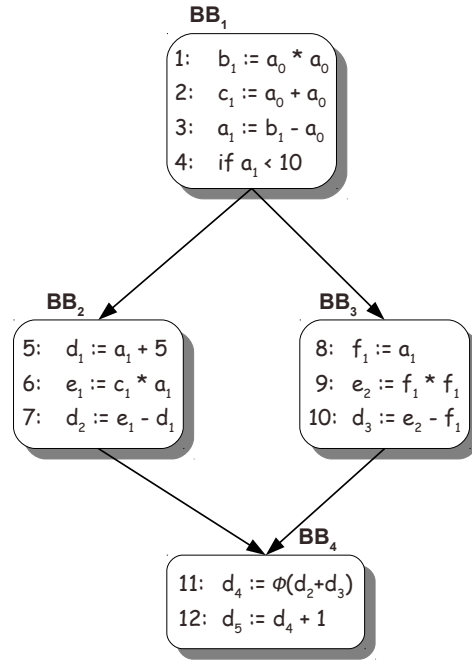 BB₁
1: b₁ := a₀ * a₀
2: c₁ := a₀ + a₀
3: a₁ := b₁ - a₀
4: if a₁ < 10
BB₂
5: d₁ := a₁ + 5
6: e₁ := c₁ * a₁
7: d₂ := e₁ - d₁
BB₃
8: f₁ := a₁
9: e₂ := f₁ * f₁
10: d₃ := e₂ - f₁
BB₄
11: d₄ := Φ(d₂+d₃)
12: d₅ := d₄ + 1